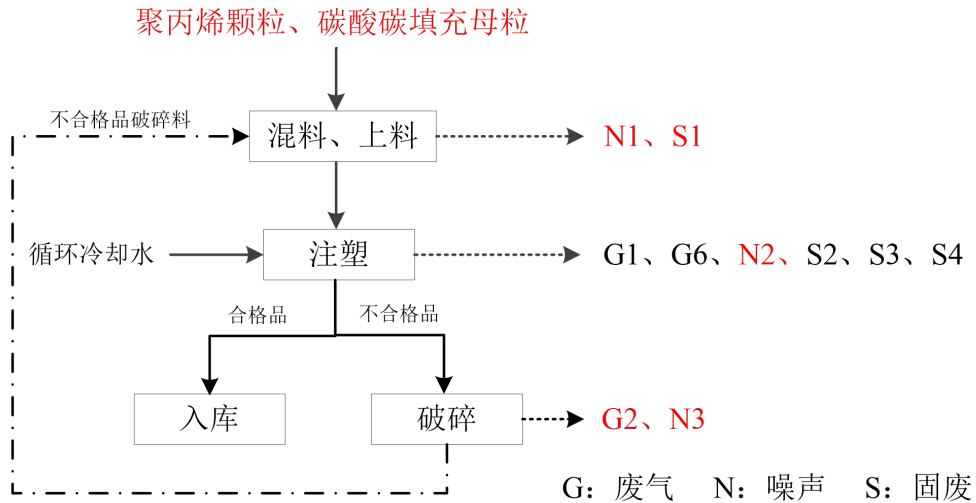 聚丙烯颗粒、碳酸碳填充母粒
不合格品破碎料
混料、上料
N1、S1
循环冷却水
注塑
G1、G6、N2、S2、S3、S4
合格品
不合格品
入库
破碎
G2、N3
G：废气 N：噪声 S：固废